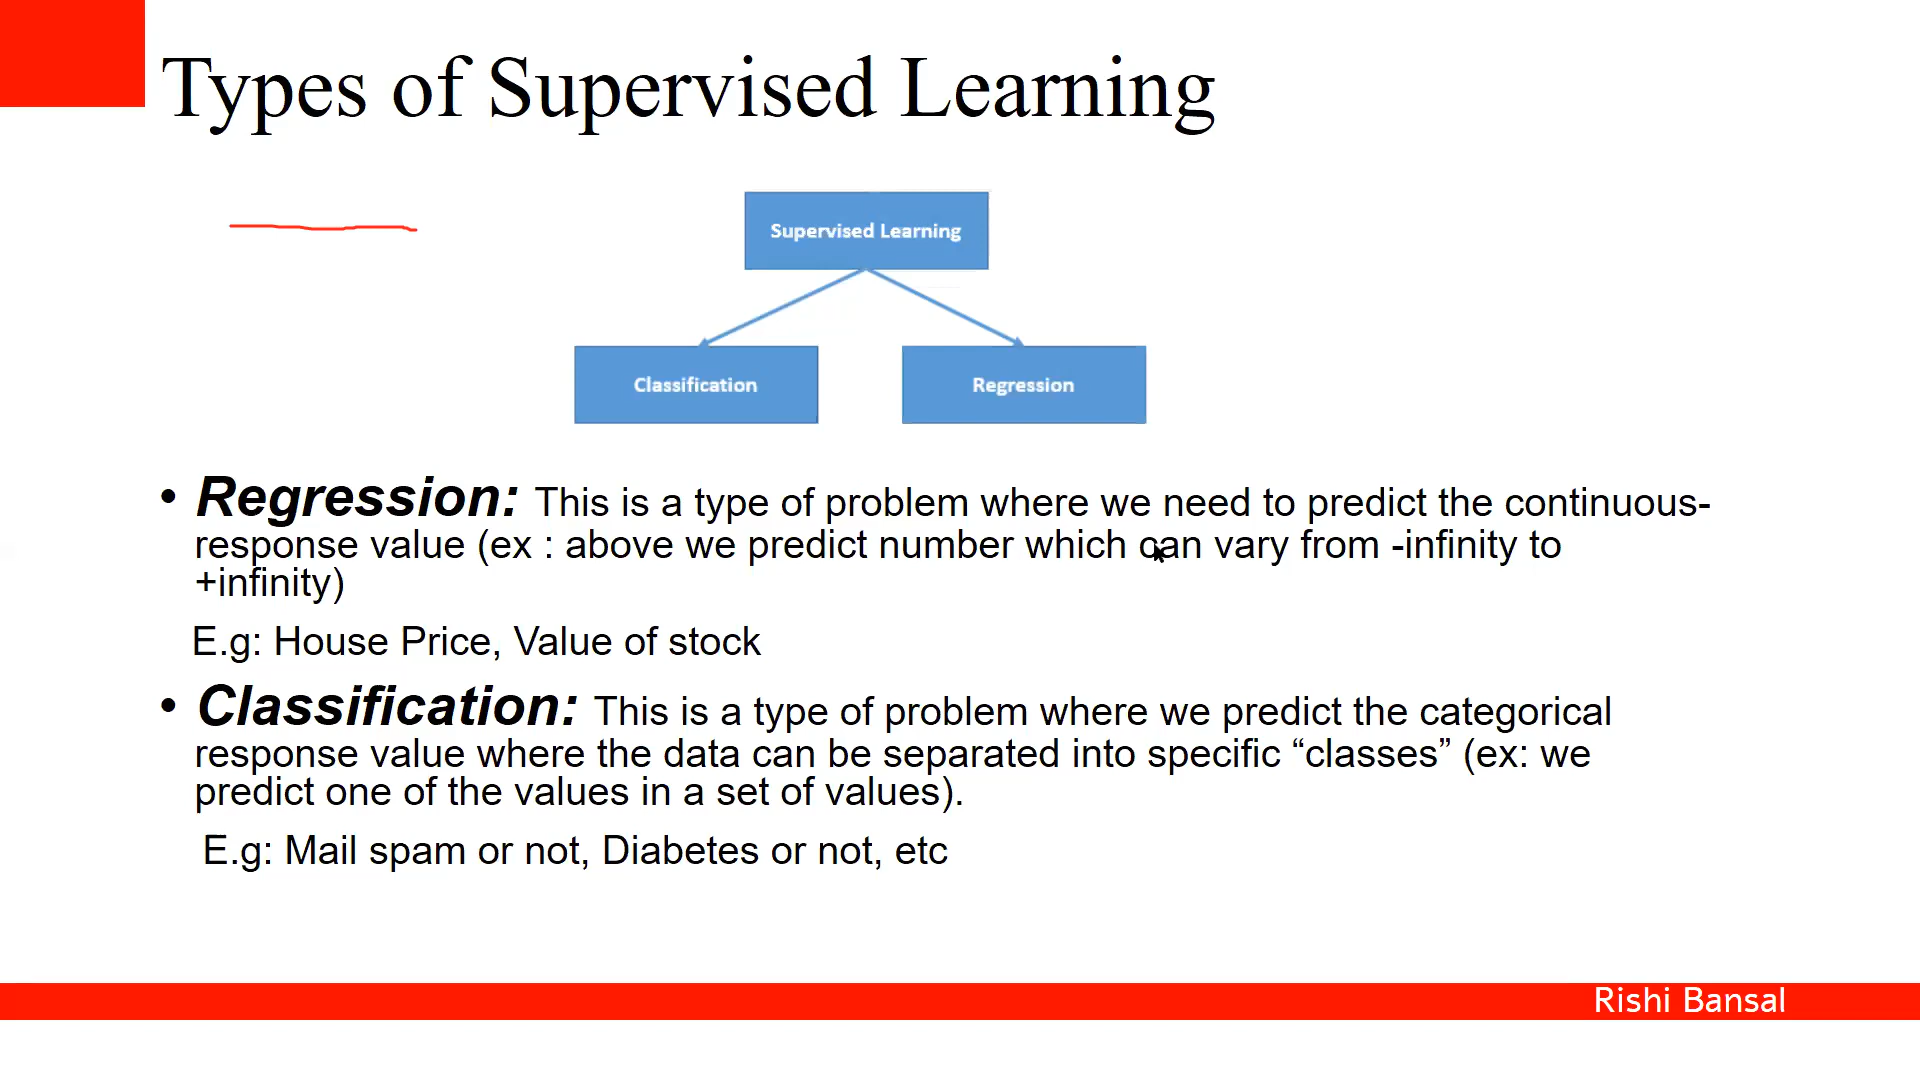 Types of Supervised Learning
Supervised Learning
Classification
Regression
• Regression: This is a type of problem where we need to predict the continuous-
response value (ex : above we predict number which can vary from -infinity to
+infinity)
E.g: House Price, Value of stock
• Classification: This is a type of problem where we predict the categorical
response value where the data can be separated into specific “classes” (ex: we
predict one of the values in a set of values).
E.g: Mail spam or not, Diabetes or not, etc
Rishi Bansal